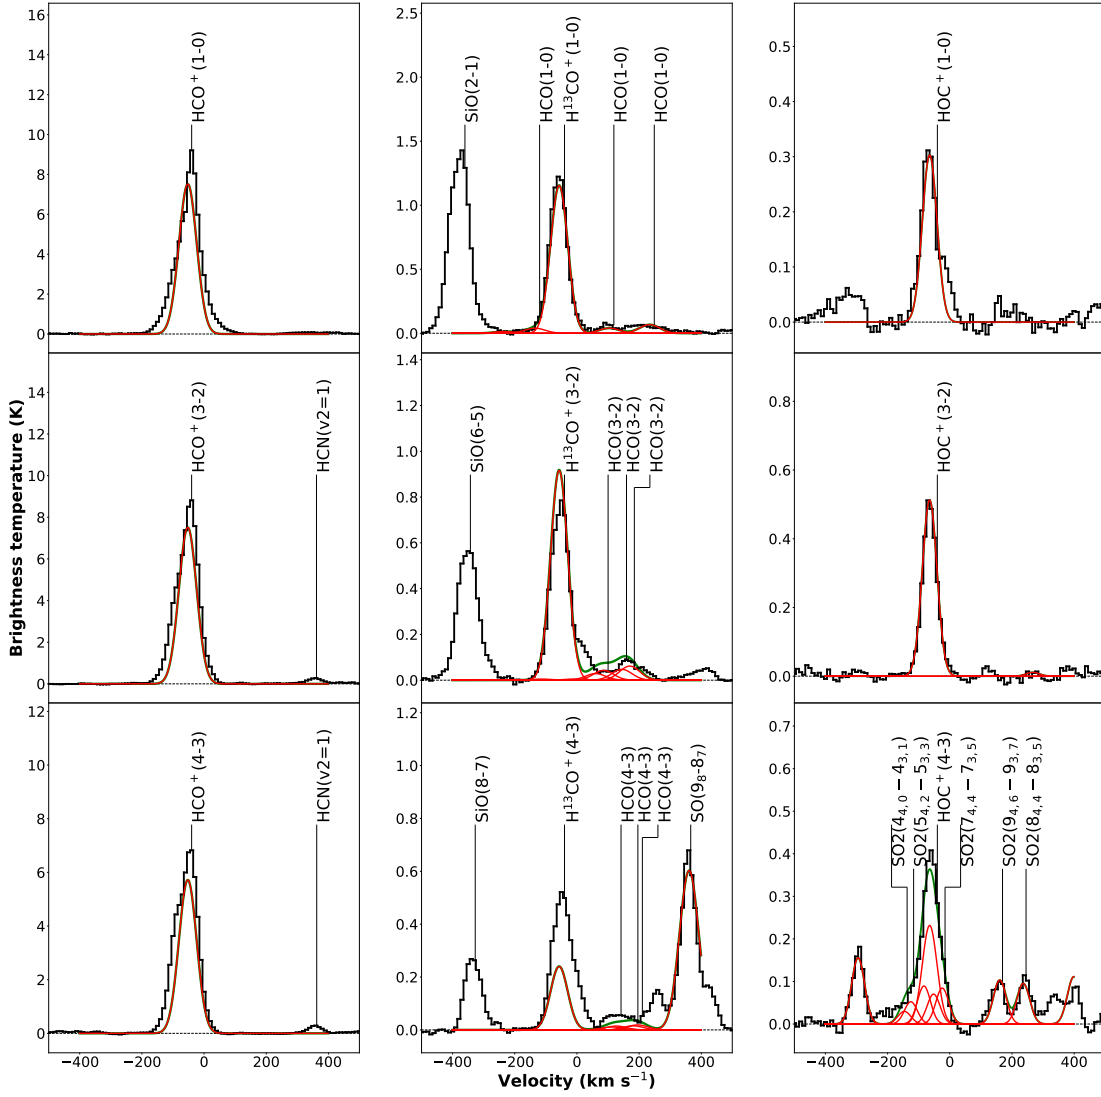 16
14
12
10
8
6
4
2
0
HCO⁺(1-0)
2.5
2.0
1.5
1.0
0.5
0.0
SiO(2-1)
HCO(1-0)
H¹³CO⁺(1-0)
HCO(1-0)
HCO(1-0)
0.5
0.4
0.3
0.2
0.1
0.0
HOC⁺(1-0)
Brightness temperature (K)
14
12
10
8
6
4
2
0
HCO⁺(3-2)
HCN(v2=1)
1.4
1.2
1.0
0.8
0.6
0.4
0.2
0.0
SiO(6-5)
H¹³CO⁺(3-2)
HCO(3-2)
HCO(3-2)
HCO(3-2)
0.8
0.6
0.4
0.2
0.0
HOC⁺(3-2)
12
10
8
6
4
2
0
HCO⁺(4-3)
HCN(v2=1)
−400 −200 0 200 400
1.2
1.0
0.8
0.6
0.4
0.2
0.0
SiO(8-7)
H¹³CO⁺(4-3)
HCO(4-3)
HCO(4-3)
HCO(4-3)
SO(9₈-8₇)
−400 −200 0 200 400
Velocity (km s⁻¹)
0.7
0.6
0.5
0.4
0.3
0.2
0.1
0.0
SO2(4₄,₀ − 4₃,₁)
SO2(5₄,₂ − 5₃,₃)
HOC⁺(4-3)
SO2(7₄,₄ − 7₃,₅)
SO2(9₄,₆ − 9₃,₇)
SO2(8₄,₄ − 8₃,₅)
−400 −200 0 200 400